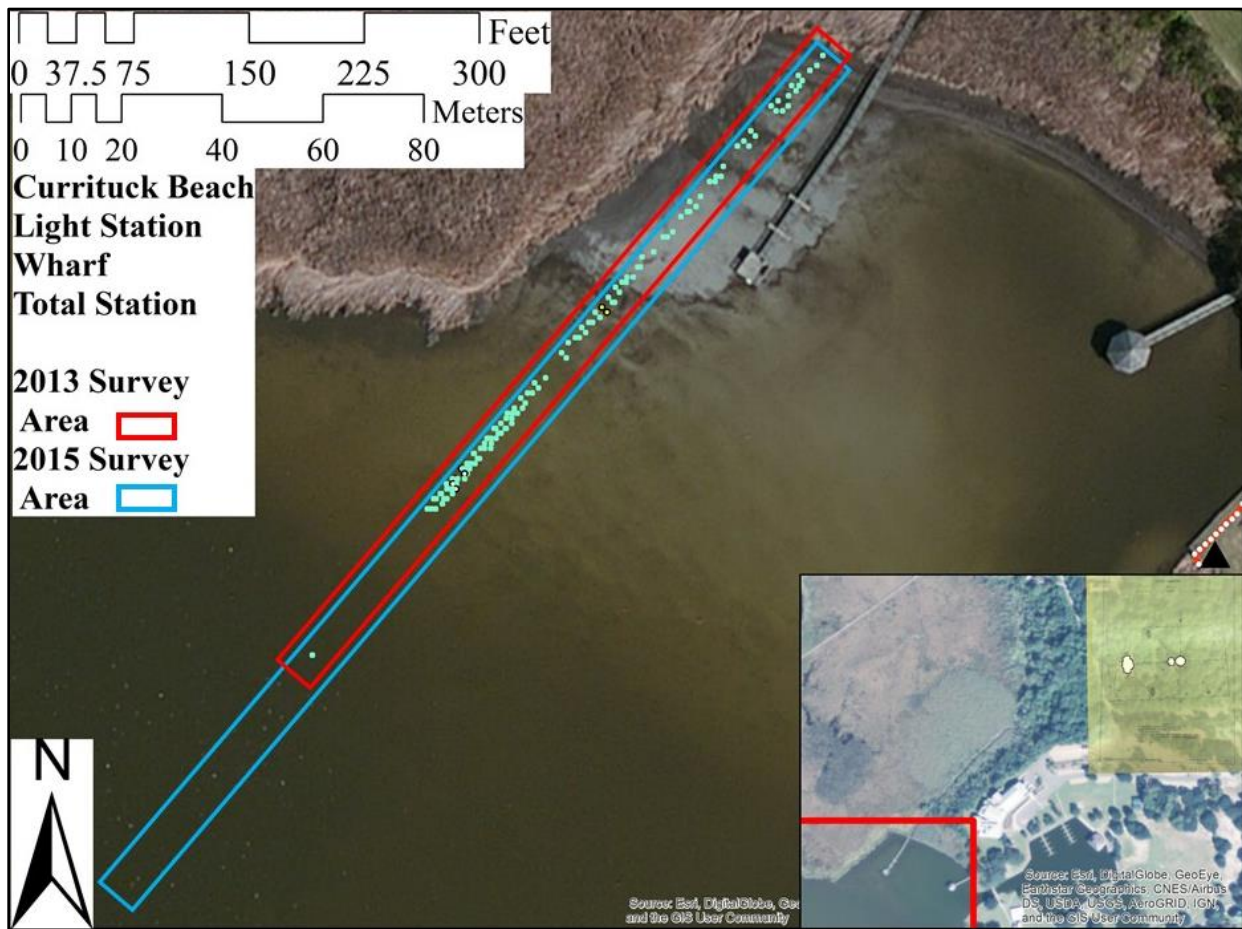 Feet
0 37.5 75 150 225 300
Meters
0 10 20 40 60 80
Currituck Beach
Light Station
Wharf
Total Station
2013 Survey
Area
2015 Survey
Area
N
Source: Esri, DigitalGlobe, Ge
and the GIS User Community
Source: Esri, DigitalGlobe, GeoEye,
Earthstar Geographics, CNES/Airbus
DS, USDA, USGS, AeroGRID, IGN,
and the GIS User Community